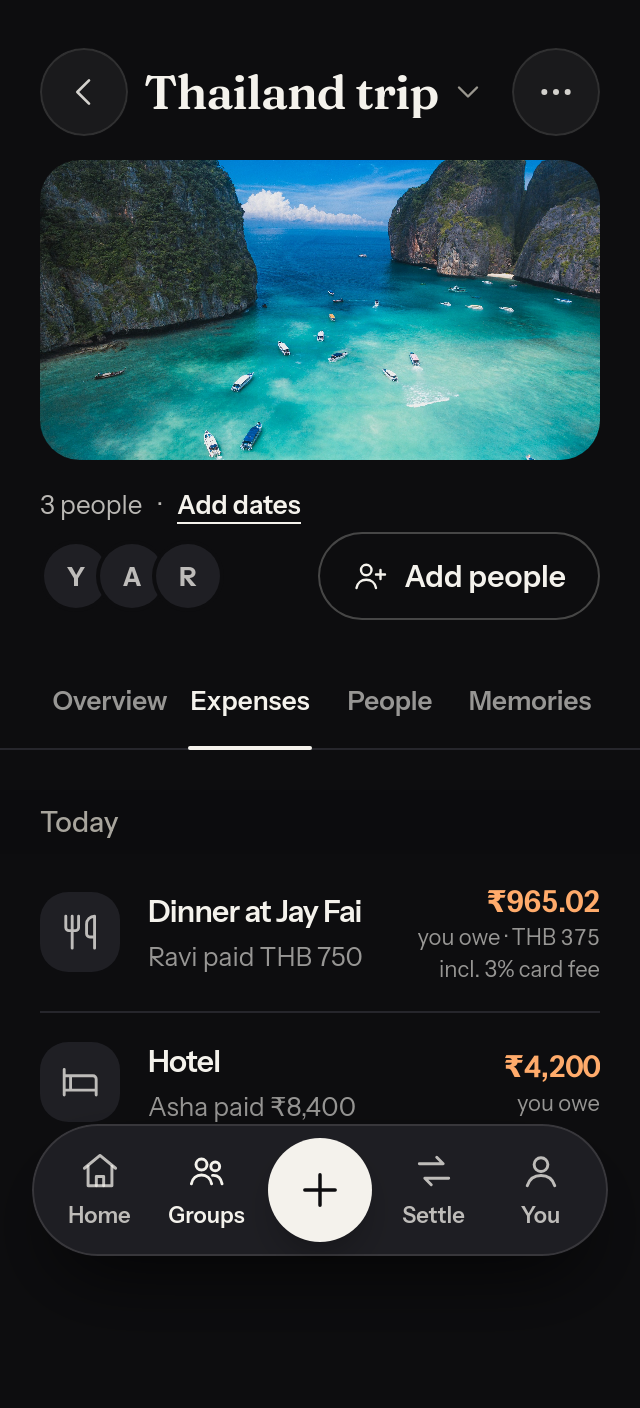 Thailand trip
3 people · Add dates
Y A R
Add people
Overview Expenses People Memories
Today
Dinner at Jay Fai
Ravi paid THB 750
₹965.02
you owe · THB 375
incl. 3% card fee
Hotel
Asha paid ₹8,400
₹4,200
you owe
Home Groups Settle You